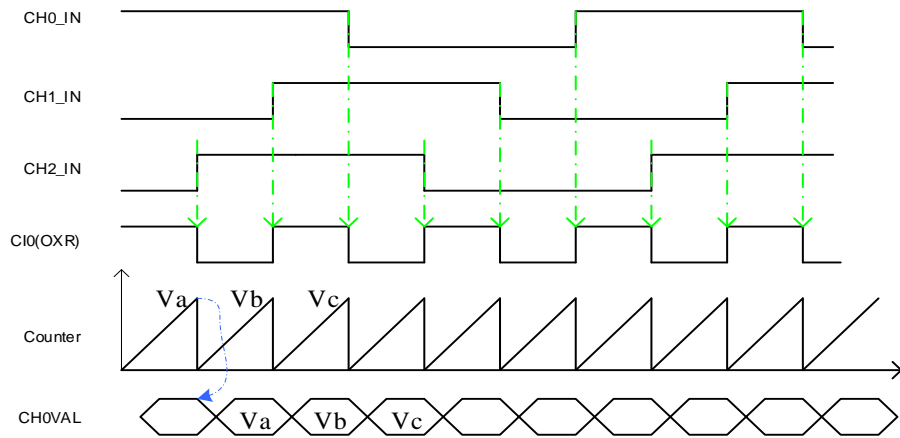 CH0_IN
CH1_IN
CH2_IN
CI0(OXR)
Va Vb Vc
Counter
CH0VAL Va Vb Vc